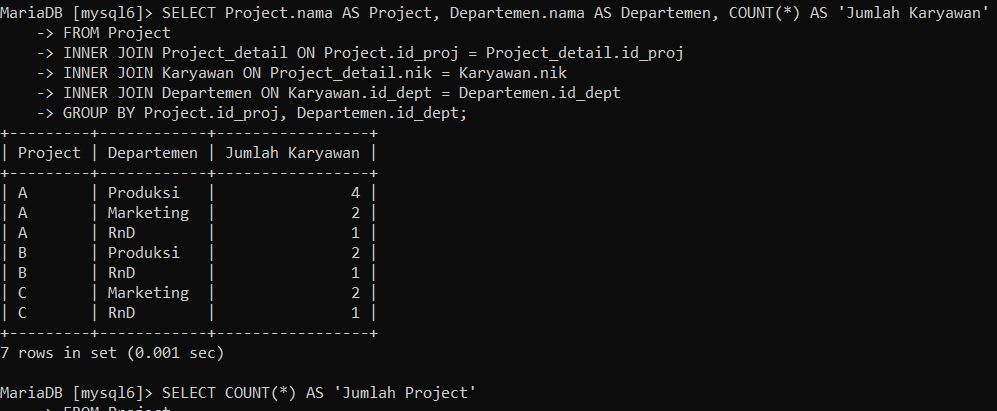 MariaDB [mysql6]> SELECT Project.nama AS Project, Departemen.nama AS Departemen, COUNT(*) AS 'Jumlah Karyawan'
    -> FROM Project
    -> INNER JOIN Project_detail ON Project.id_proj = Project_detail.id_proj
    -> INNER JOIN Karyawan ON Project_detail.nik = Karyawan.nik
    -> INNER JOIN Departemen ON Karyawan.id_dept = Departemen.id_dept
    -> GROUP BY Project.id_proj, Departemen.id_dept;
+---------+------------+-----------------+
| Project | Departemen | Jumlah Karyawan |
+---------+------------+-----------------+
| A       | Produksi   |               4 |
| A       | Marketing  |               2 |
| A       | RnD        |               1 |
| B       | Produksi   |               2 |
| B       | RnD        |               1 |
| C       | Marketing  |               2 |
| C       | RnD        |               1 |
+---------+------------+-----------------+
7 rows in set (0.001 sec)
MariaDB [mysql6]> SELECT COUNT(*) AS 'Jumlah Project'
    -> FROM Project